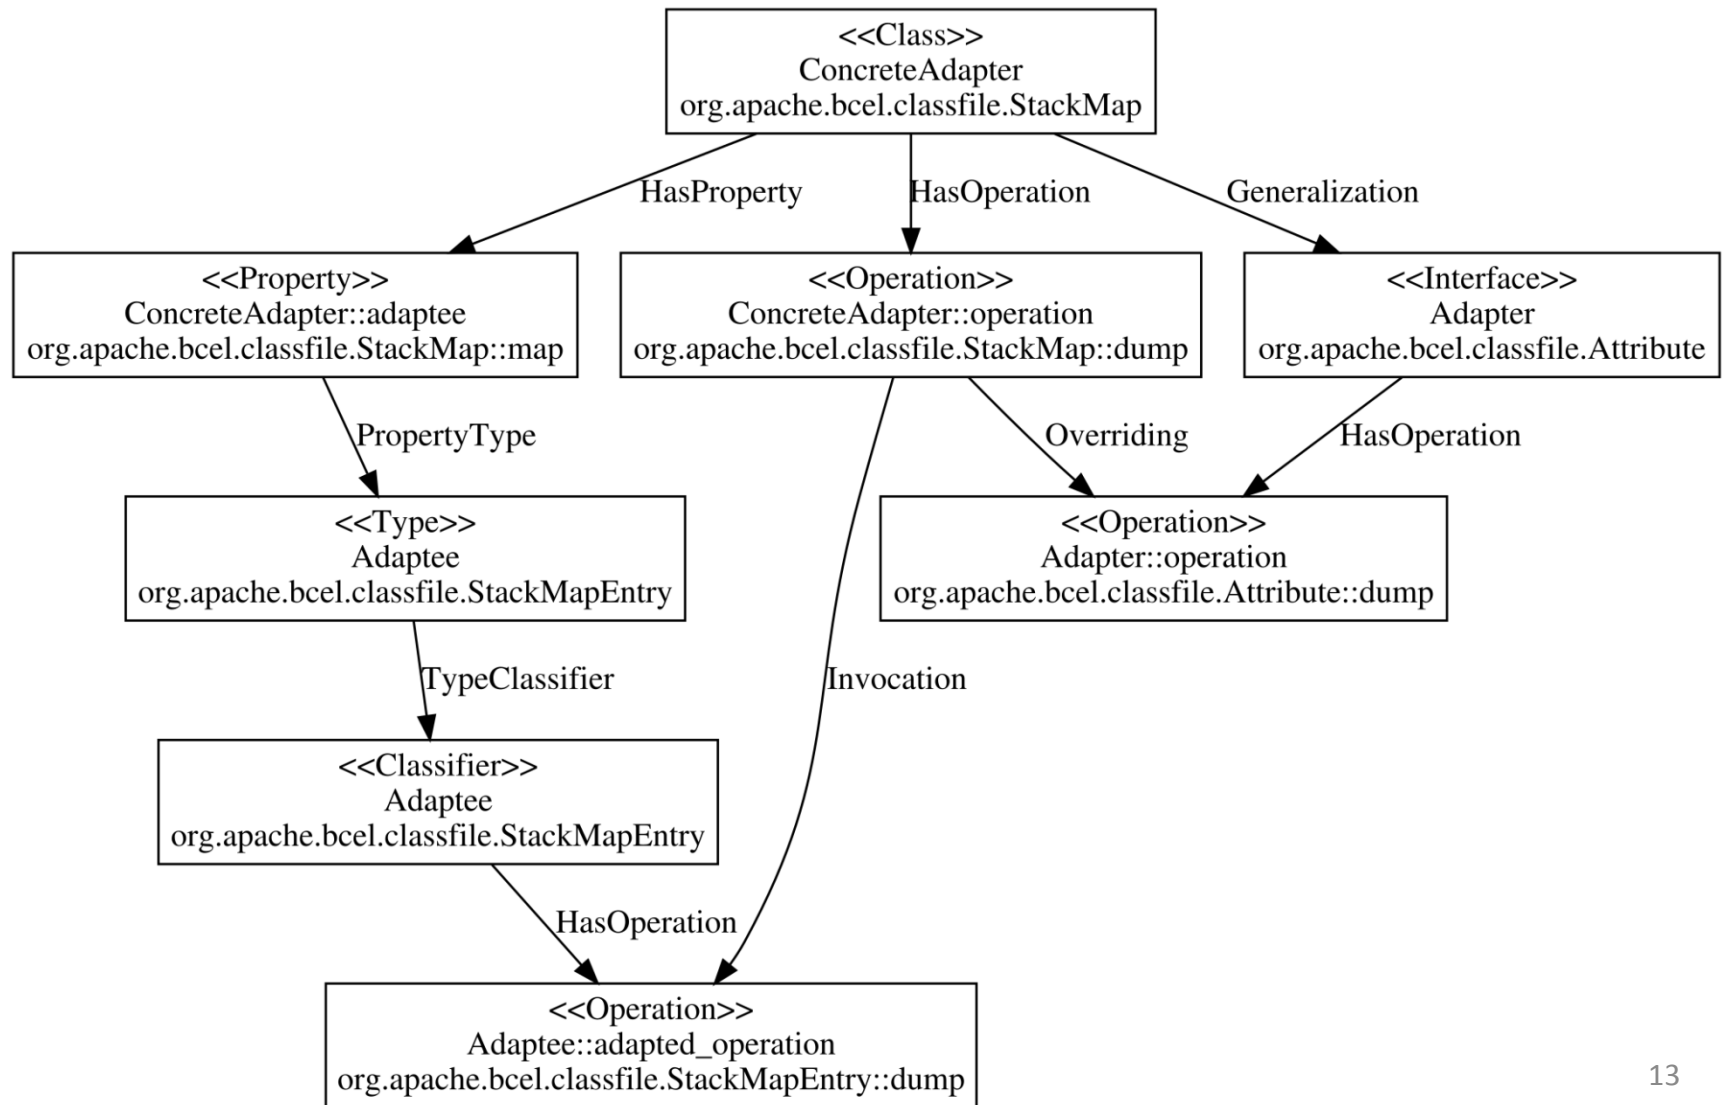 <<Class>>
ConcreteAdapter
org.apache.bcel.classfile.StackMap
HasProperty
HasOperation
Generalization
<<Property>>
ConcreteAdapter::adaptee
org.apache.bcel.classfile.StackMap::map
<<Operation>>
ConcreteAdapter::operation
org.apache.bcel.classfile.StackMap::dump
<<Interface>>
Adapter
org.apache.bcel.classfile.Attribute
PropertyType
Overriding
HasOperation
<<Type>>
Adaptee
org.apache.bcel.classfile.StackMapEntry
<<Operation>>
Adapter::operation
org.apache.bcel.classfile.Attribute::dump
TypeClassifier
Invocation
<<Classifier>>
Adaptee
org.apache.bcel.classfile.StackMapEntry
HasOperation
<<Operation>>
Adaptee::adapted_operation
org.apache.bcel.classfile.StackMapEntry::dump
13